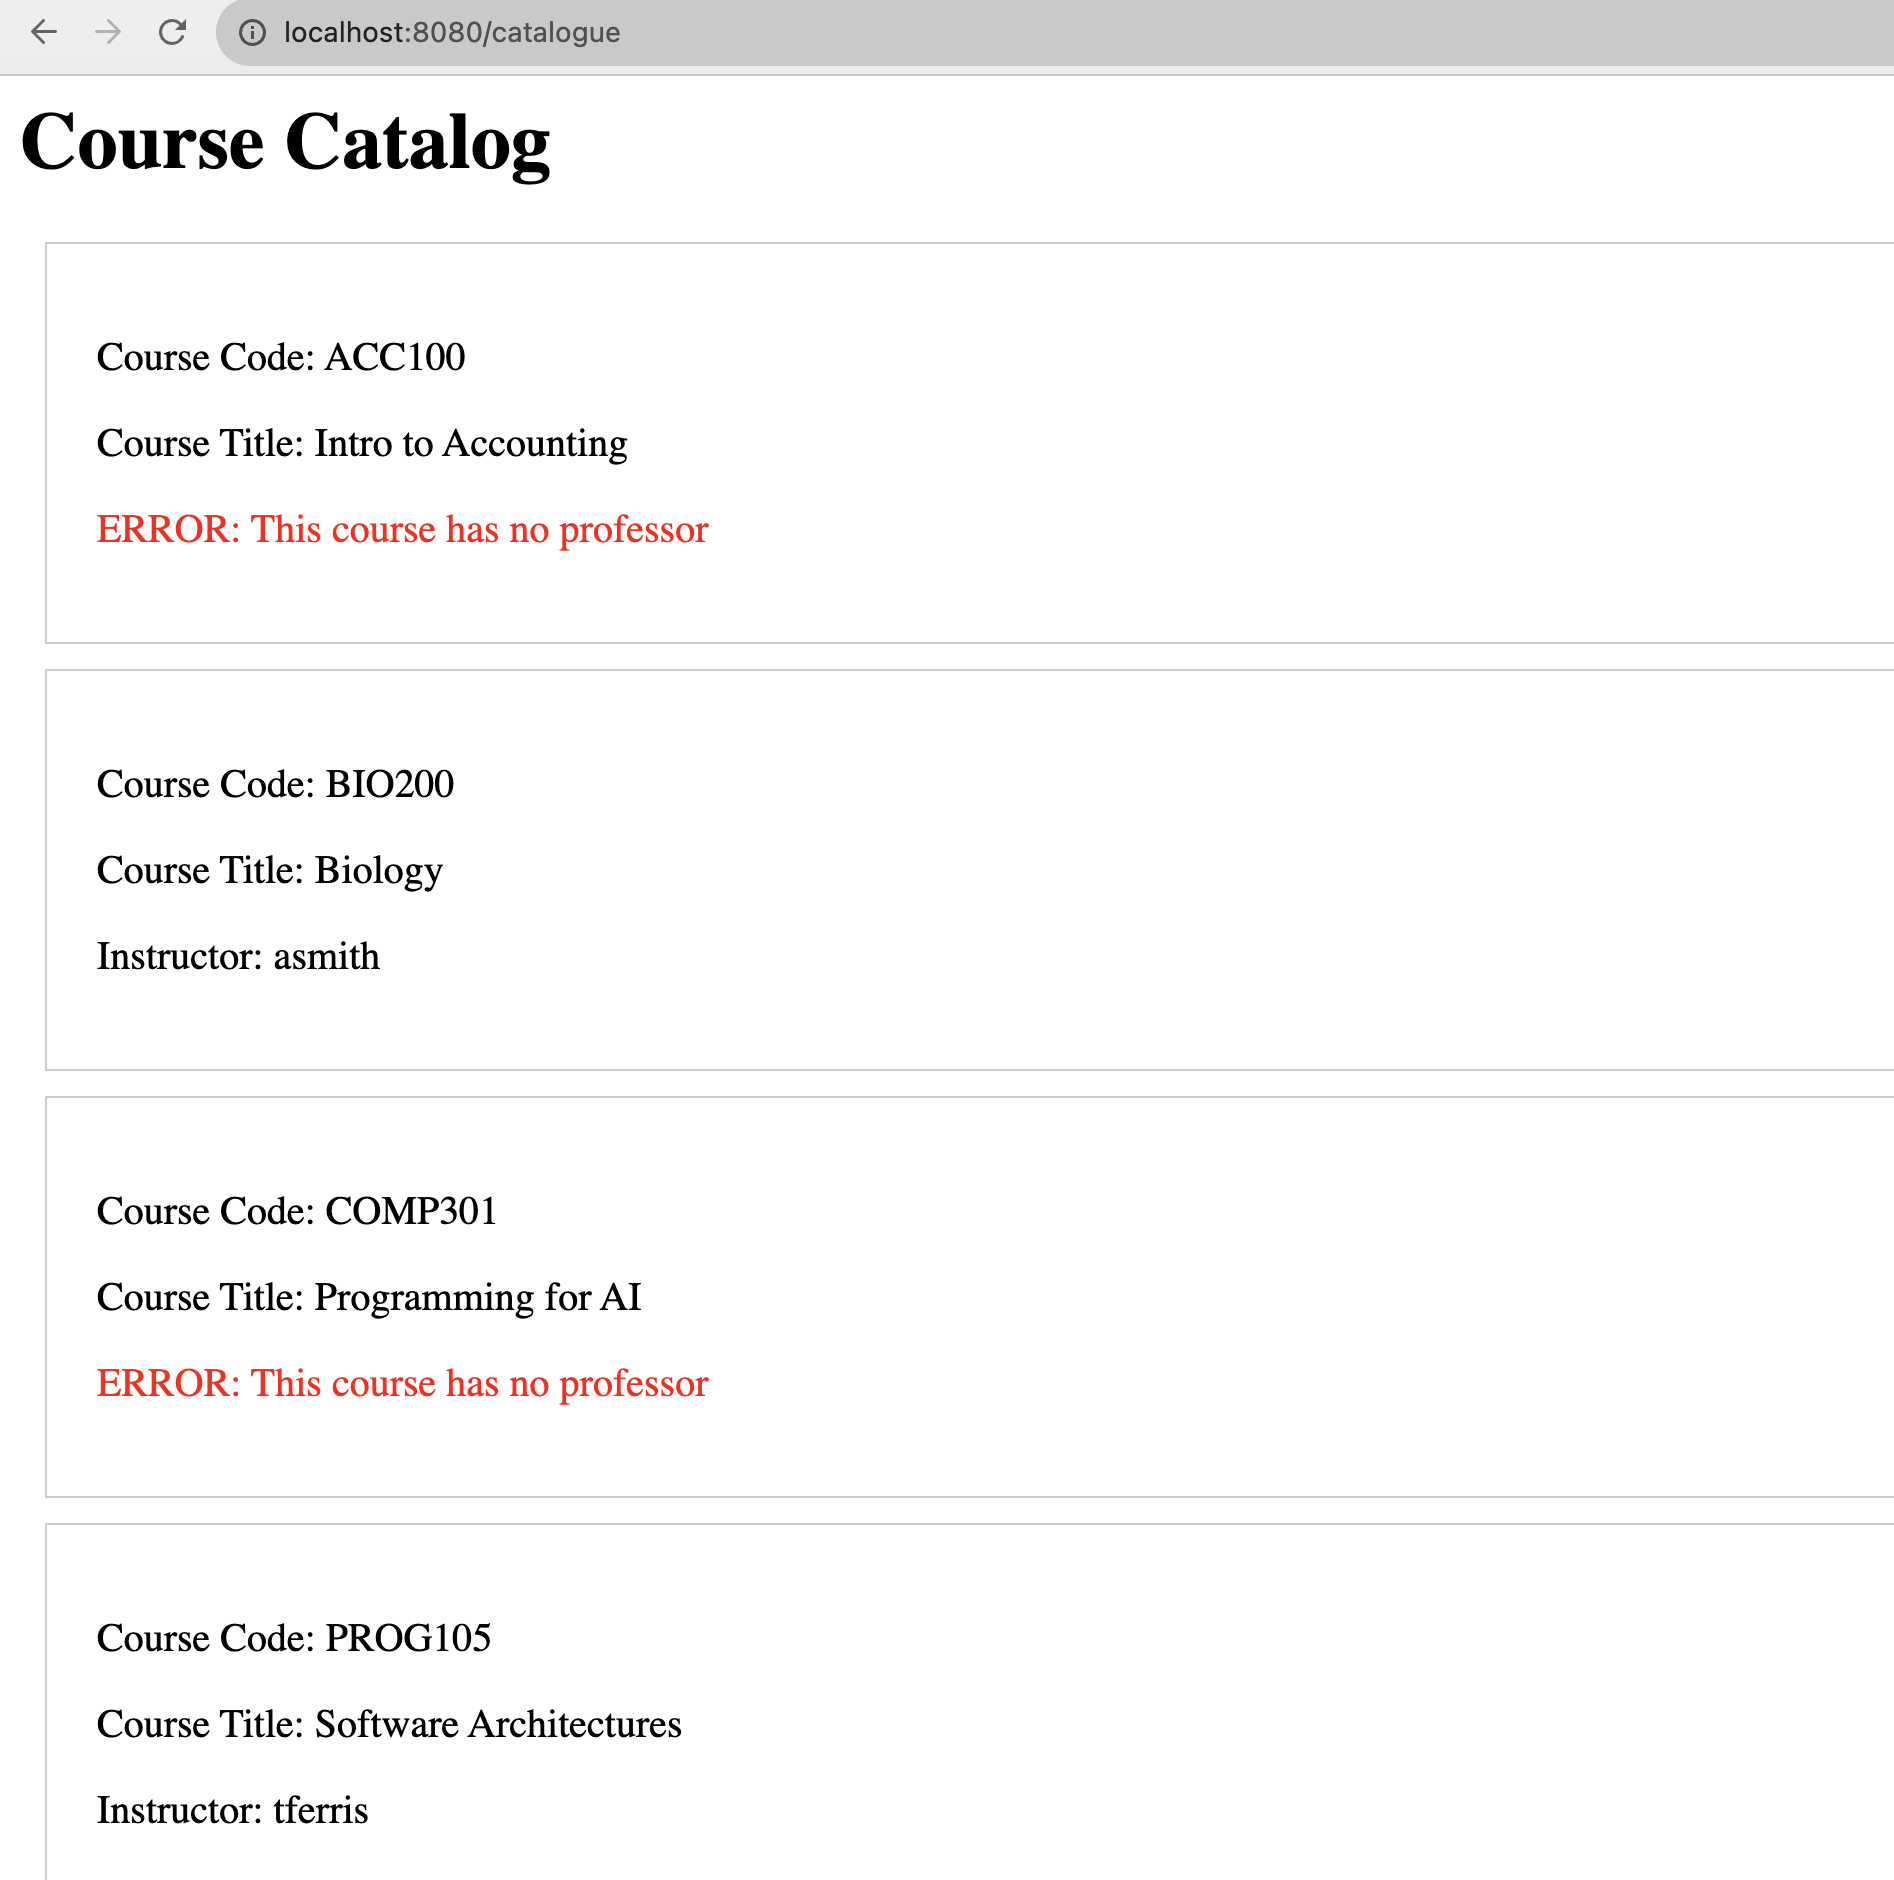 localhost:8080/catalogue
Course Catalog
Course Code: ACC100
Course Title: Intro to Accounting
ERROR: This course has no professor
Course Code: BIO200
Course Title: Biology
Instructor: asmith
Course Code: COMP301
Course Title: Programming for AI
ERROR: This course has no professor
Course Code: PROG105
Course Title: Software Architectures
Instructor: tferris